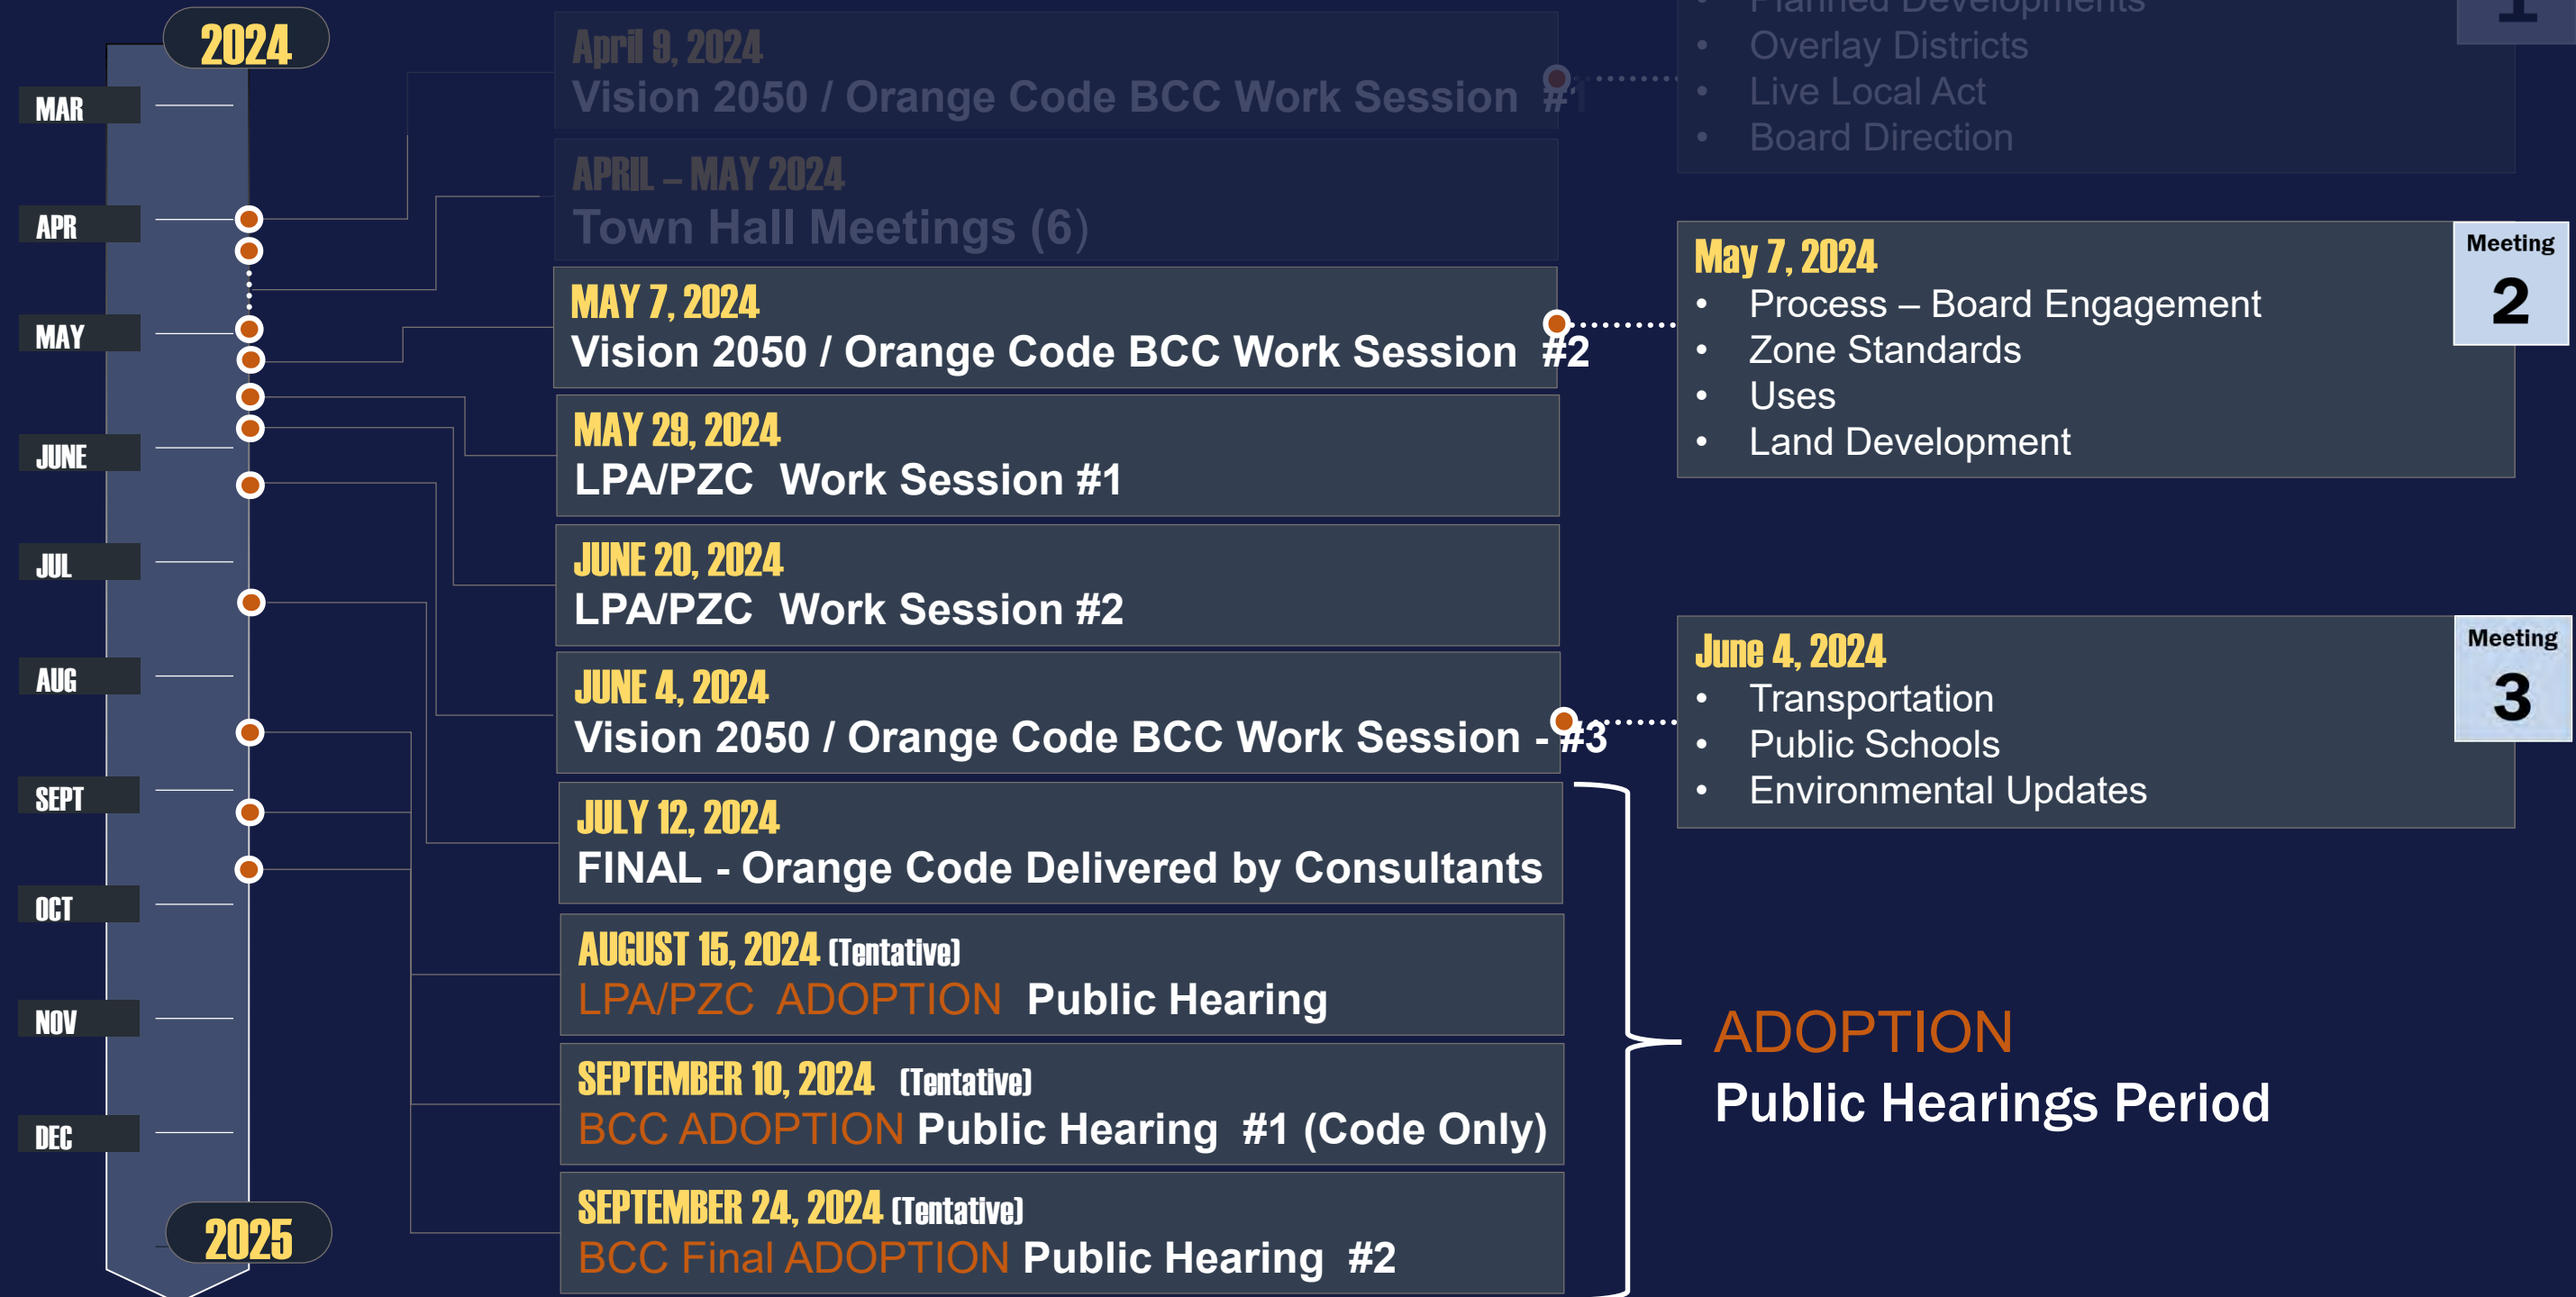 2024
MAR
APR
MAY
JUNE
JUL
AUG
SEPT
OCT
NOV
DEC
2025
April 9, 2024
Vision 2050 / Orange Code BCC Work Session #1
APRIL – MAY 2024
Town Hall Meetings (6)
MAY 7, 2024
Vision 2050 / Orange Code BCC Work Session #2
MAY 29, 2024
LPA/PZC Work Session #1
JUNE 20, 2024
LPA/PZC Work Session #2
JUNE 4, 2024
Vision 2050 / Orange Code BCC Work Session - #3
JULY 12, 2024
FINAL - Orange Code Delivered by Consultants
AUGUST 15, 2024 (Tentative)
LPA/PZC ADOPTION Public Hearing
SEPTEMBER 10, 2024 (Tentative)
BCC ADOPTION Public Hearing #1 (Code Only)
SEPTEMBER 24, 2024 (Tentative)
BCC Final ADOPTION Public Hearing #2
• Planned Developments
• Overlay Districts
• Live Local Act
• Board Direction
1
May 7, 2024
• Process – Board Engagement
• Zone Standards
• Uses
• Land Development
Meeting
2
June 4, 2024
• Transportation
• Public Schools
• Environmental Updates
Meeting
3
ADOPTION
Public Hearings Period